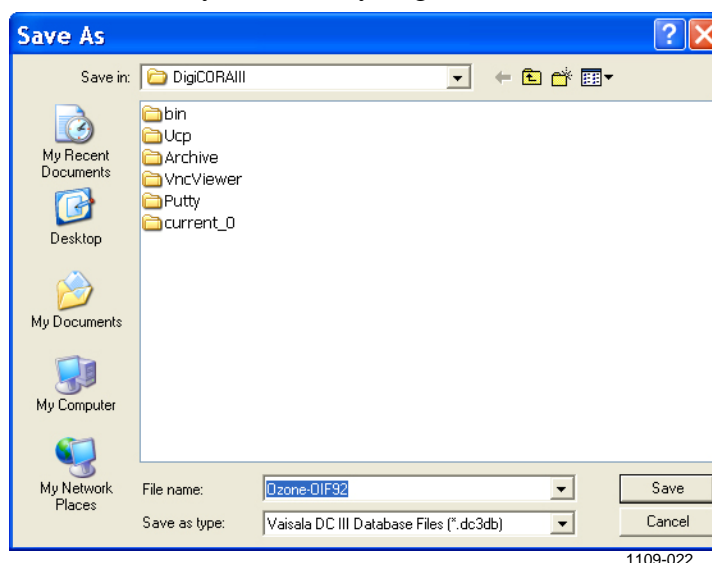 Save As
Save in:
DigiCORAIII
bin
Ucp
Archive
VncViewer
Putty
current_0
My Recent
Documents
Desktop
My Documents
My Computer
My Network
Places
File name:
Ozone-OIF92
Save
Save as type:
Vaisala DC III Database Files (*.dc3db)
Cancel
1109-022